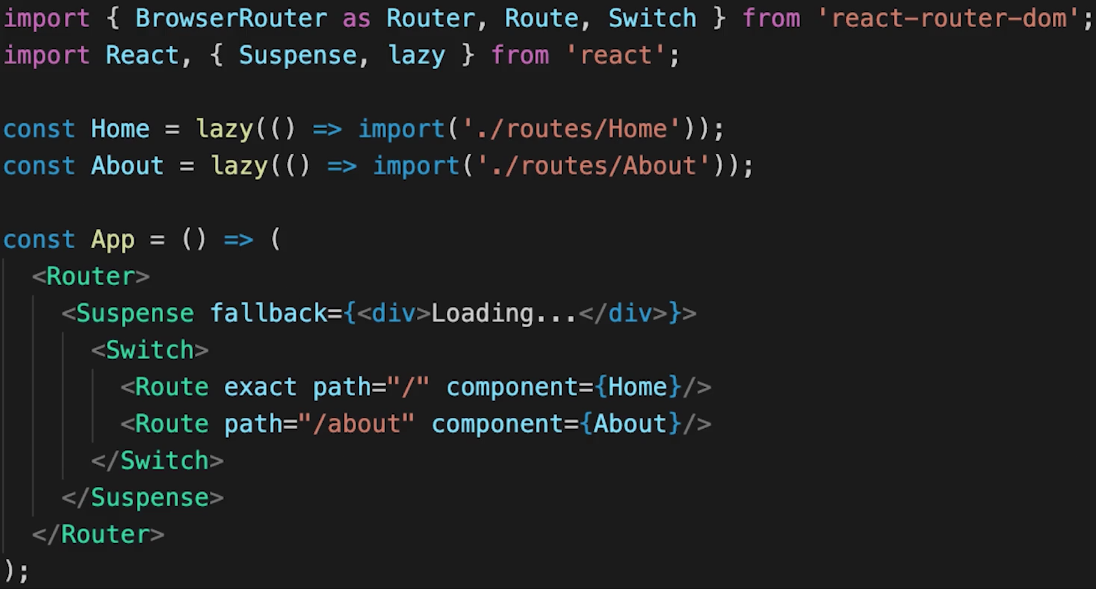 import { BrowserRouter as Router, Route, Switch } from 'react-router-dom';
import React, { Suspense, lazy } from 'react';

const Home = lazy(() => import('./routes/Home'));
const About = lazy(() => import('./routes/About'));

const App = () => (
  <Router>
    <Suspense fallback={<div>Loading...</div>}>
      <Switch>
        <Route exact path="/" component={Home}/>
        <Route path="/about" component={About}/>
      </Switch>
    </Suspense>
  </Router>
);